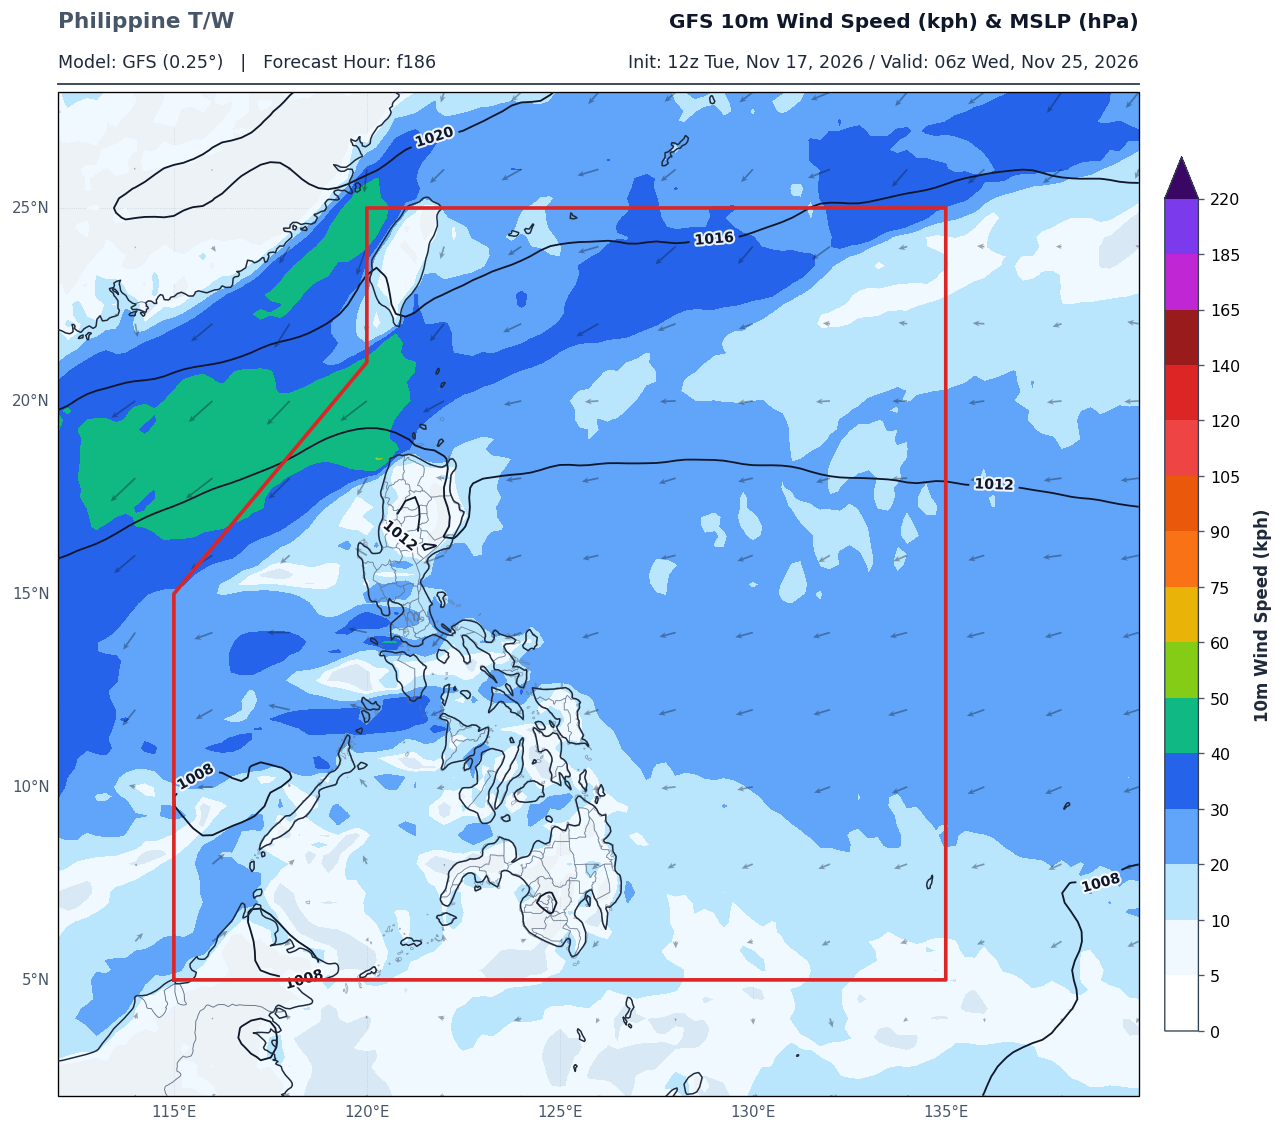 Philippine T/W
GFS 10m Wind Speed (kph) & MSLP (hPa)
Model: GFS (0.25°) | Forecast Hour: f186
Init: 12z Tue, Nov 17, 2026 / Valid: 06z Wed, Nov 25, 2026
1020
1016
1012
1012
1008
1008
1008
25°N
20°N
15°N
10°N
5°N
115°E
120°E
125°E
130°E
135°E
220
185
165
140
120
105
90
75
60
50
40
30
20
10
5
0
10m Wind Speed (kph)